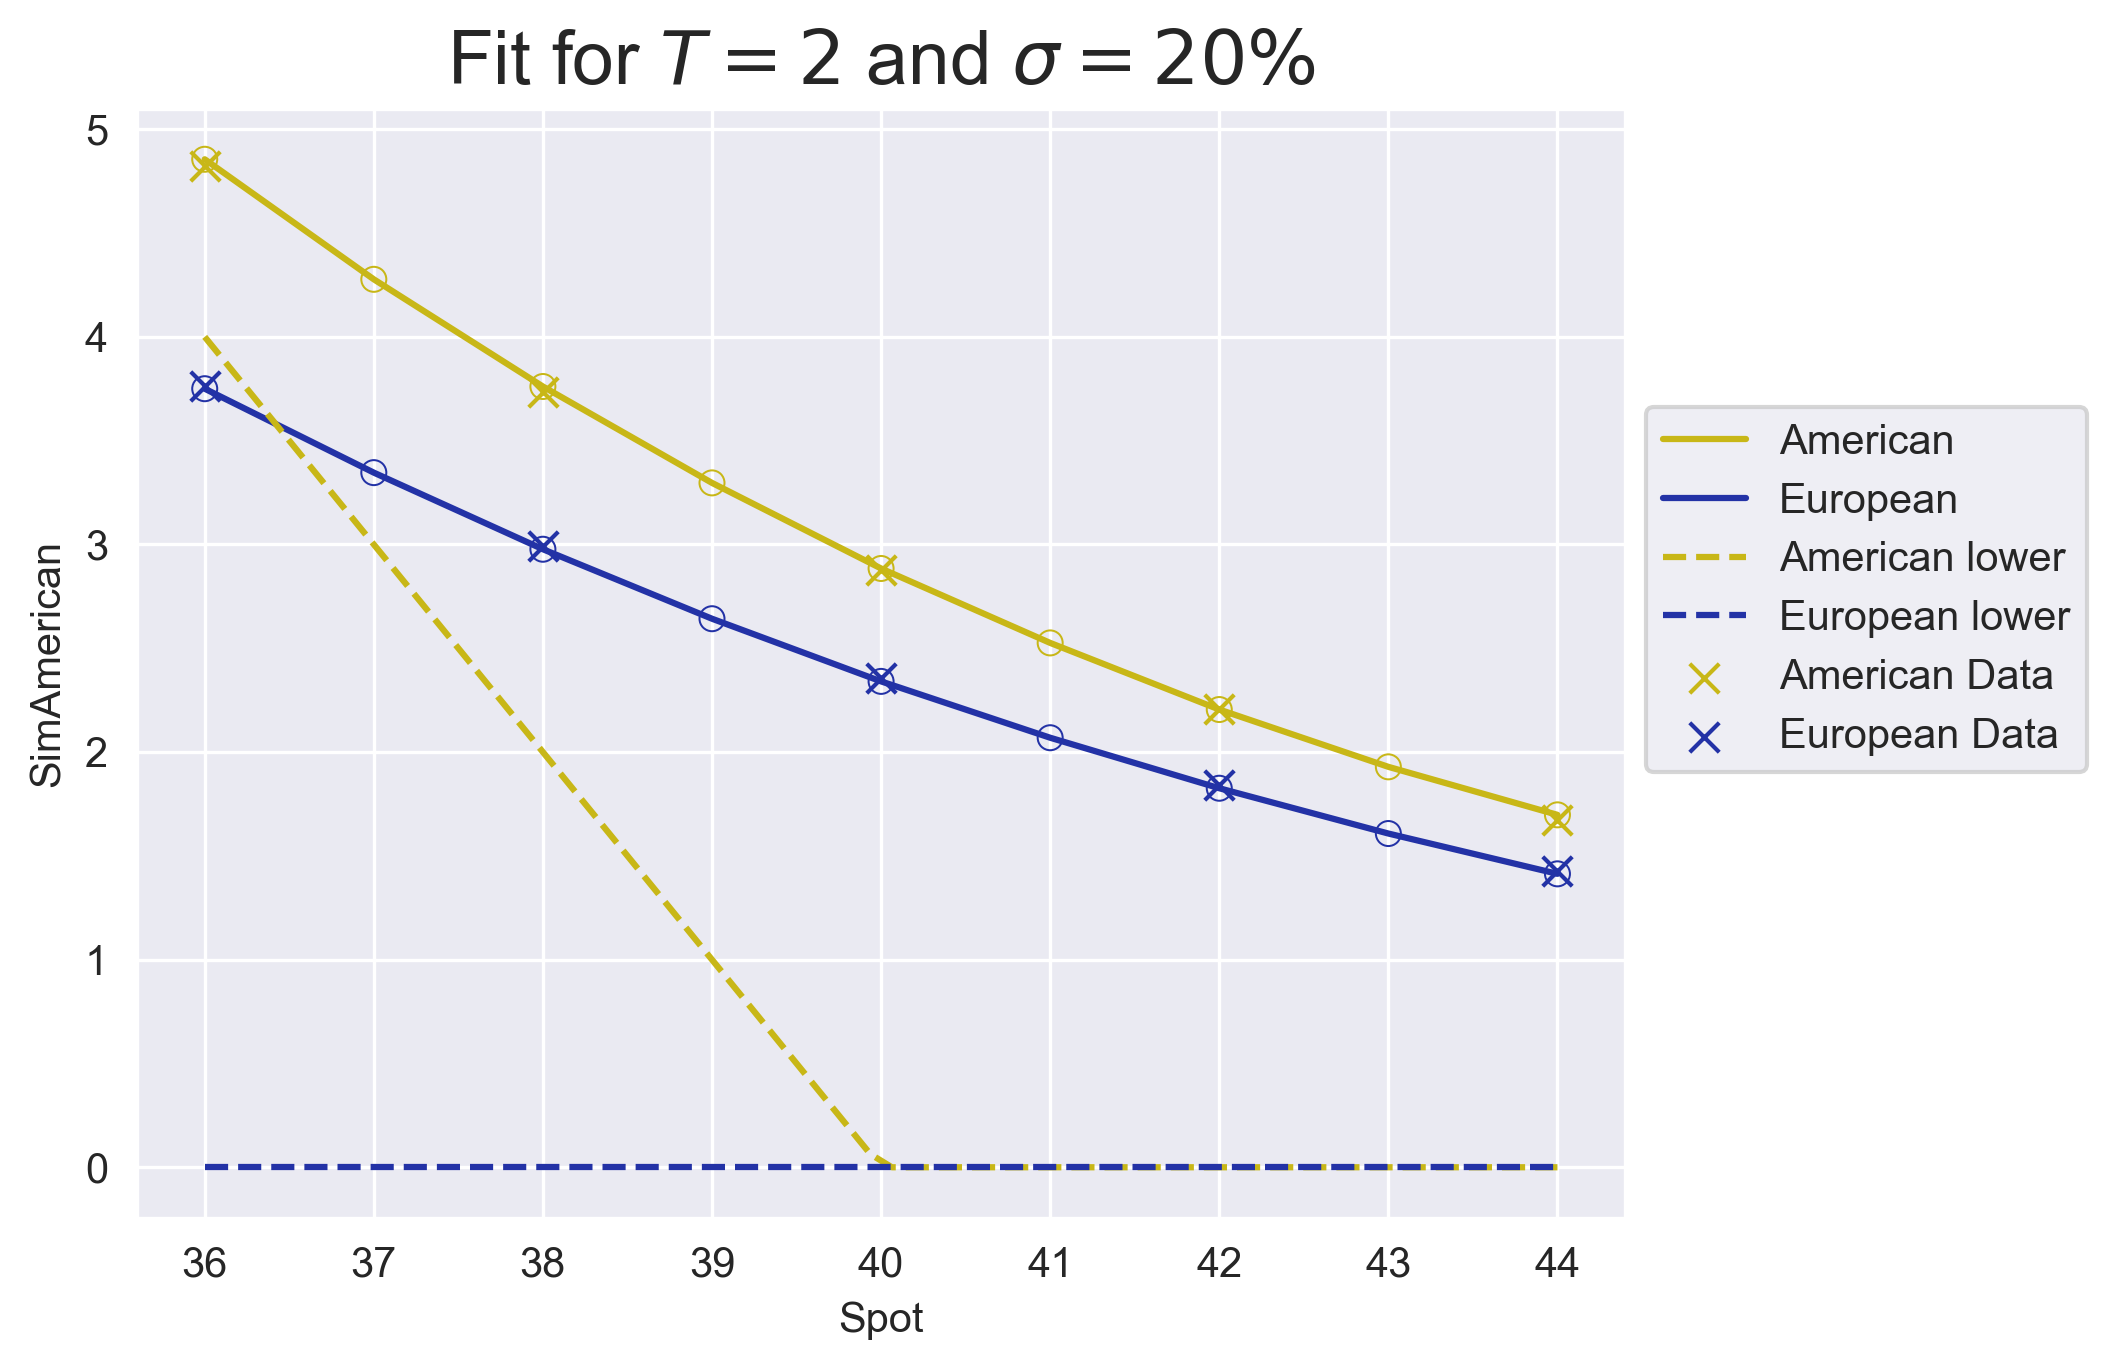 Fit for T = 2 and σ = 20%
5
4
3
2
1
0
SimAmerican
36 37 38 39 40 41 42 43 44
Spot
American
European
American lower
European lower
American Data
European Data